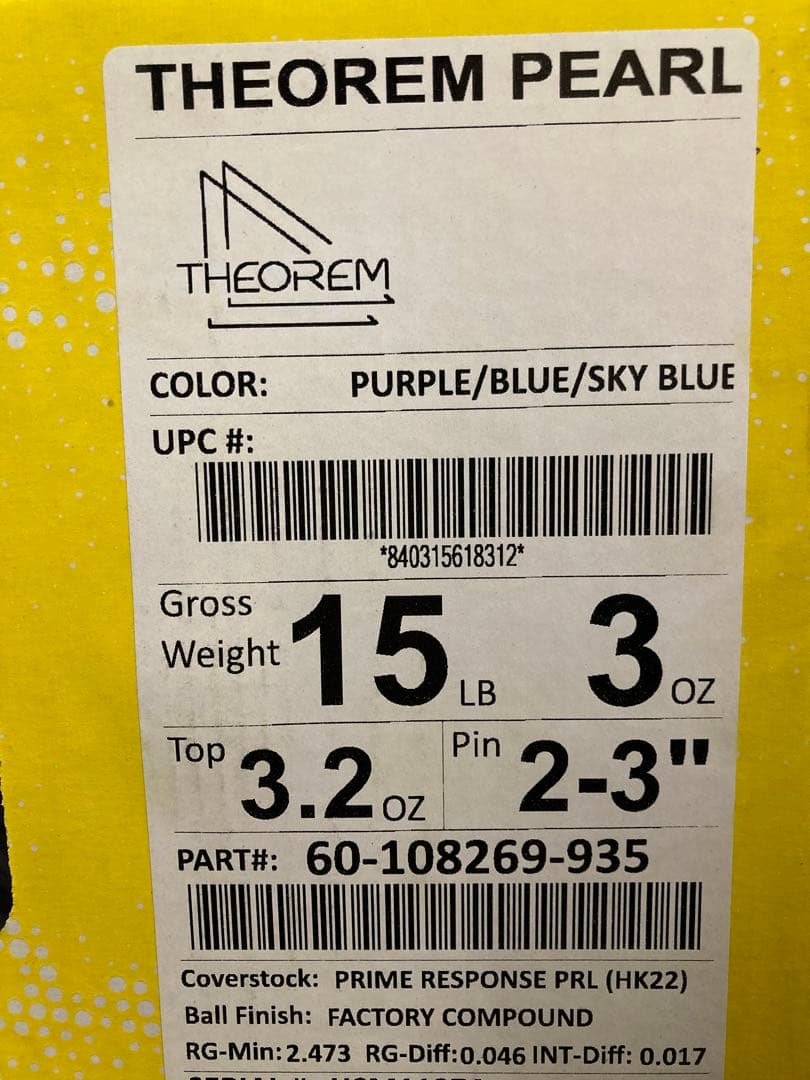 THEOREM PEARL
THEOREM
COLOR: PURPLE/BLUE/SKY BLUE
UPC #:
*840315618312*
Gross Weight 15 LB 3 OZ
Top 3.2 OZ Pin 2-3"
PART#: 60-108269-935
Coverstock: PRIME RESPONSE PRL (HK22)
Ball Finish: FACTORY COMPOUND
RG-Min: 2.473 RG-Diff: 0.046 INT-Diff: 0.017